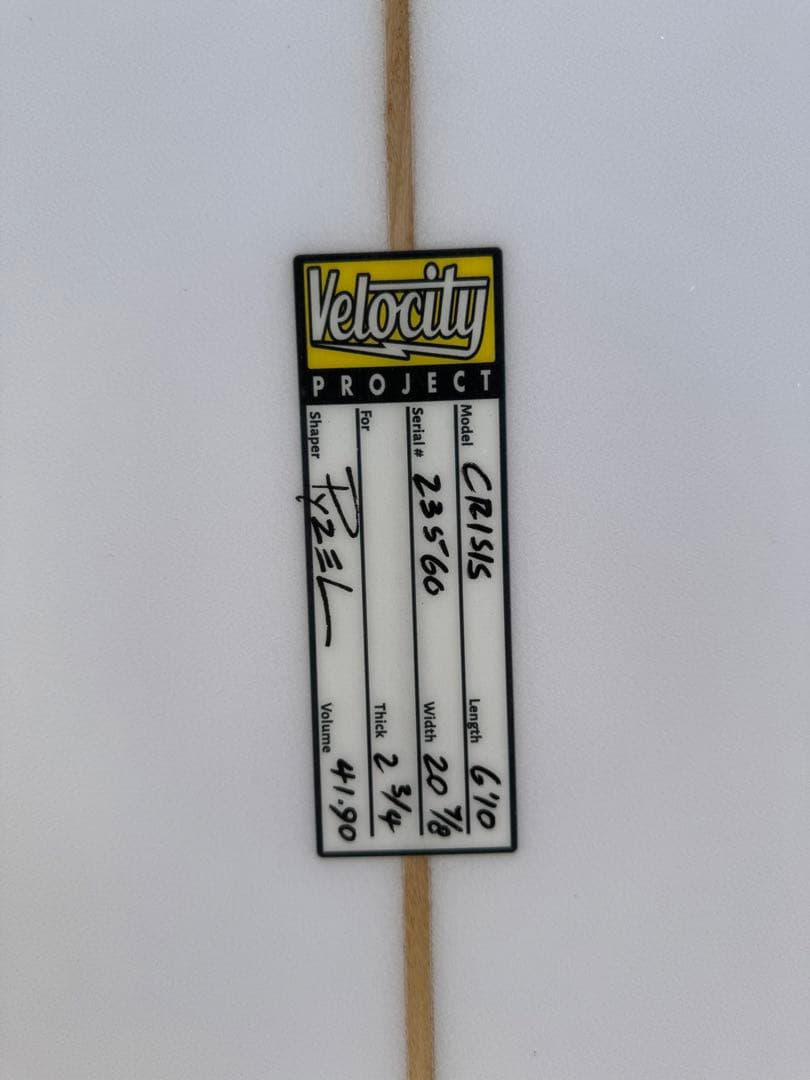 Velocity
PROJECT
Model CRISIS Length 6'10
Serial # 23560 Width 20 7/8
For Thick 2 3/4
Shaper PYZEL Volume 41.90